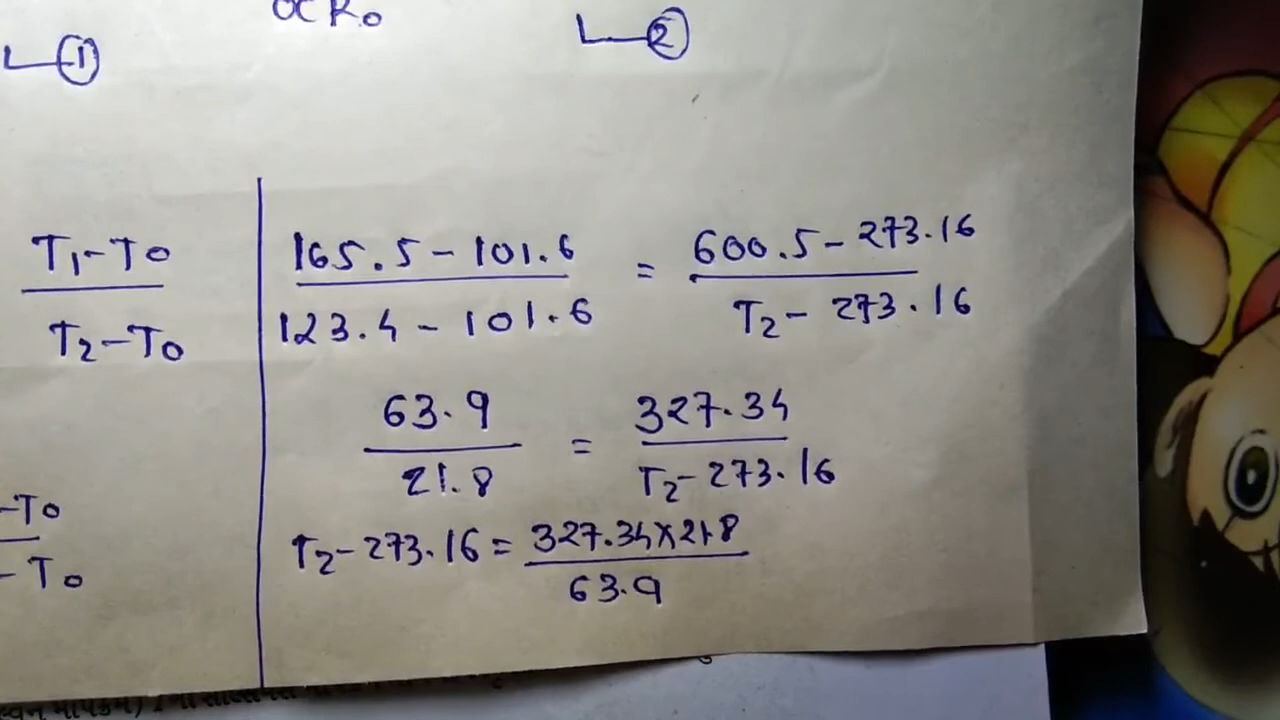 αR₀
└─① └─②
T₁-T₀ / T₂-T₀
165.5-101.6 / 123.4-101.6 = 600.5-273.16 / T₂-273.16
63.9 / 21.8 = 327.34 / T₂-273.16
-T₀ / -T₀
T₂-273.16 = 327.34×21.8 / 63.9